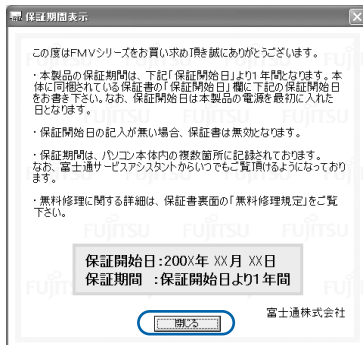 保証期間表示
この度はFMVシリーズをお買い求め頂き誠にありがとうございます。
・本製品の保証期間は、下記「保証開始日」より1年間となります。本
体に同梱されている保証書の「保証開始日」欄に下記の保証開始日
をお書き下さい。なお、保証開始日は本製品の電源を最初に入れた
日となります。
・保証開始日の記入が無い場合、保証書は無効となります。
・保証期間は、パソコン本体内の複数箇所に記録されております。
なお、富士通サービスアシスタントからいつでもご覧頂けるようになっており
ます。
・無料修理に関する詳細は、保証書裏面の「無料修理規定」をご覧
下さい。
保証開始日:200X年 XX月 XX日
保証期間 :保証開始日より1年間
富士通株式会社
閉じる